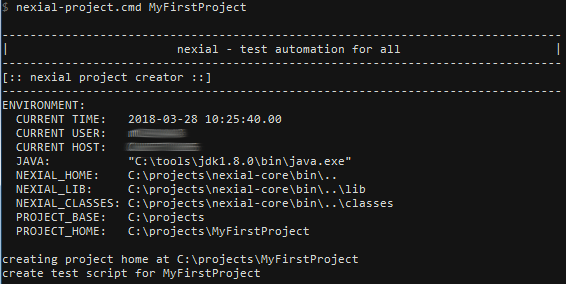 $ nexial-project.cmd MyFirstProject
--------------------------------------------------------------------------------
|                        nexial - test automation for all                      |
--------------------------------------------------------------------------------
[:: nexial project creator ::]
--------------------------------------------------------------------------------
ENVIRONMENT:
  CURRENT TIME:   2018-03-28 10:25:40.00
  CURRENT USER:
  CURRENT HOST:
  JAVA:           "C:\tools\jdk1.8.0\bin\java.exe"
  NEXIAL_HOME:    C:\projects\nexial-core\bin\..
  NEXIAL_LIB:     C:\projects\nexial-core\bin\..\lib
  NEXIAL_CLASSES: C:\projects\nexial-core\bin\..\classes
  PROJECT_BASE:   C:\projects
  PROJECT_HOME:   C:\projects\MyFirstProject
creating project home at C:\projects\MyFirstProject
create test script for MyFirstProject